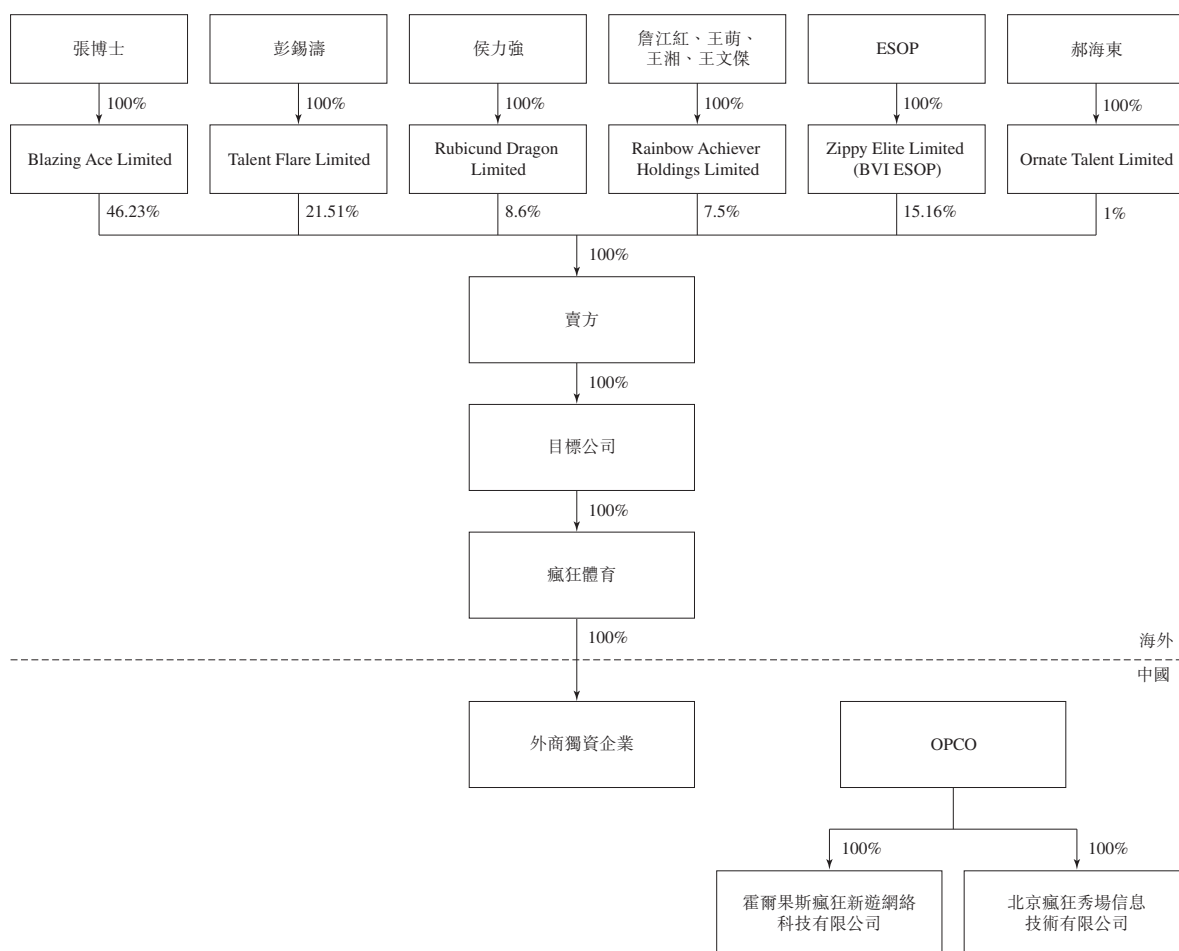 張博士
彭錫濤
侯力強
詹江紅、王萌、
王湘、王文傑
ESOP
郝海東
100%
100%
100%
100%
100%
100%
Blazing Ace Limited
Talent Flare Limited
Rubicund Dragon
Limited
Rainbow Achiever
Holdings Limited
Zippy Elite Limited
(BVI ESOP)
Ornate Talent Limited
46.23%
21.51%
8.6%
7.5%
15.16%
1%
100%
賣方
100%
目標公司
100%
瘋狂體育
100%
海外
中國
外商獨資企業
OPCO
100%
100%
霍爾果斯瘋狂新遊網絡
科技有限公司
北京瘋狂秀場信息
技術有限公司